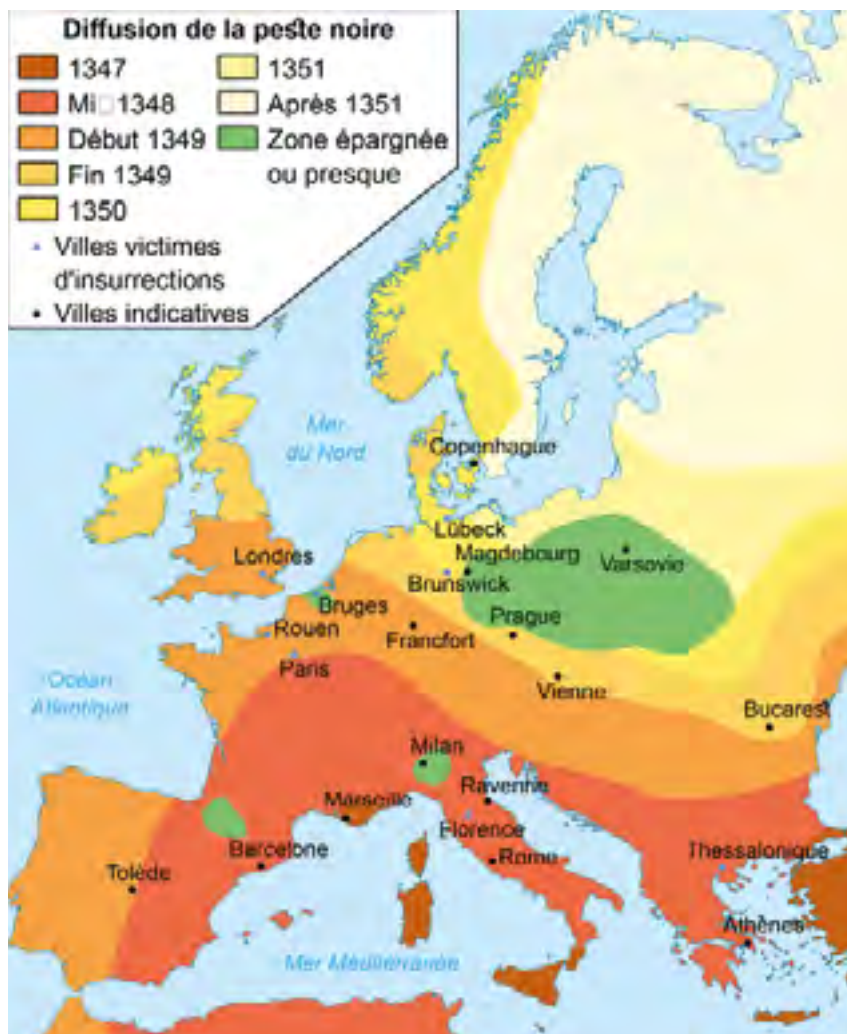 Diffusion de la peste noire
1347
Mi□1348
Début 1349
Fin 1349
1350
1351
Après 1351
Zone épargnée
ou presque
Villes victimes
d'insurrections
Villes indicatives
Mer
du Nord
Copenhague
Lübeck
Magdebourg
Varsovie
Brunswick
Londres
Bruges
Prague
Rouen
Francfort
Paris
Vienne
Océan
Atlantique
Bucarest
Milan
Ravenne
Marseille
Florence
Barcelone
Rome
Thessalonique
Tolède
Athènes
Mer Méditerranée